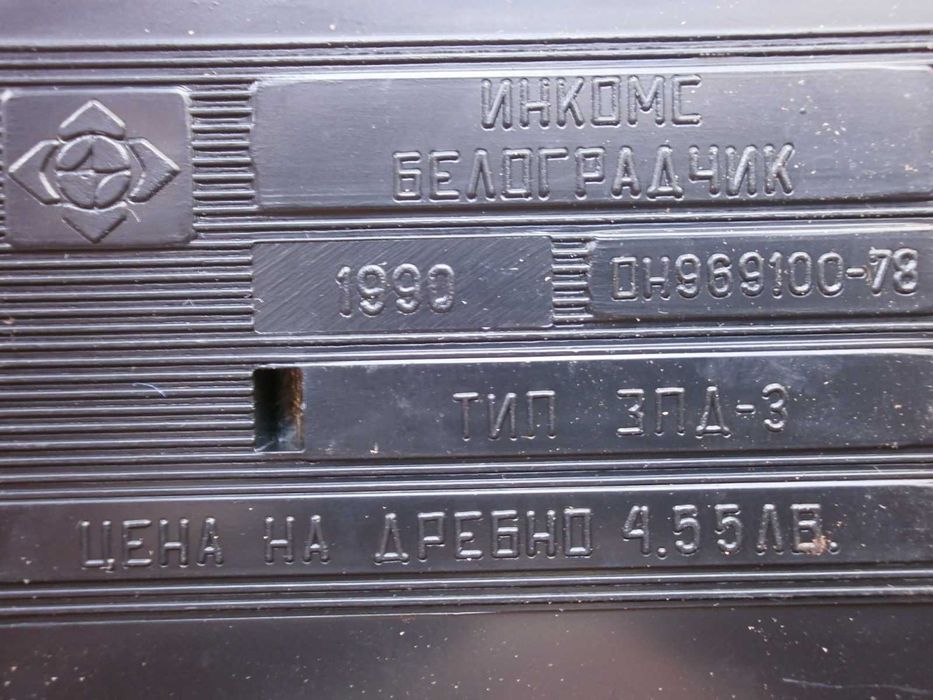 ИНКОМС
БЕЛОГРАДЧИК
1990
ОН969100-78
ТИП ЗПД-3
ЦЕНА НА ДРЕБНО 4.55ЛВ.